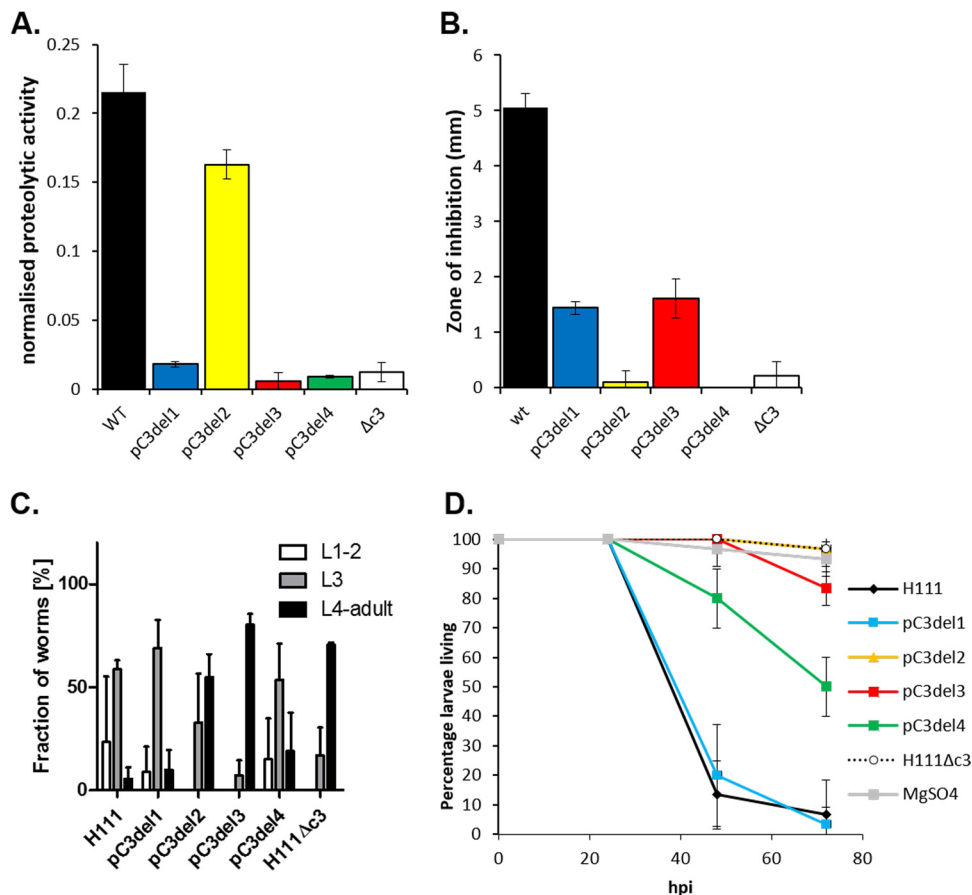 A.
normalised proteolytic activity
0.25
0.2
0.15
0.1
0.05
0
WT
pC3del1
pC3del2
pC3del3
pC3del4
Δc3
B.
Zone of inhibition (mm)
6
5
4
3
2
1
0
wt
pC3del1
pC3del2
pC3del3
pC3del4
ΔC3
C.
Fraction of worms [%]
100
50
0
L1-2
L3
L4-adult
H111
pC3del1
pC3del2
pC3del3
pC3del4
H111Δc3
D.
Percentage larvae living
100
90
80
70
60
50
40
30
20
10
0
0
20
40
60
80
hpi
H111
pC3del1
pC3del2
pC3del3
pC3del4
H111Δc3
MgSO4